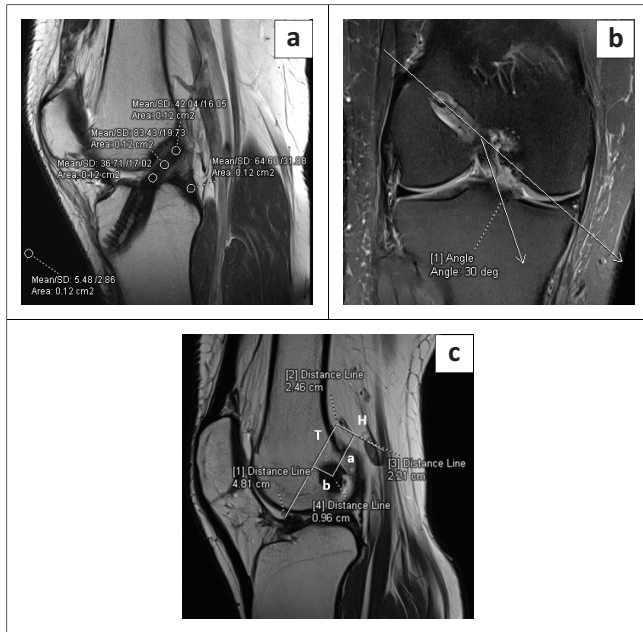 a
Mean/SD: 42.04/16.05
Area: 0.12 cm2
Mean/SD: 83.43/19.73
Area: 0.12 cm2
Mean/SD: 36.71/17.02
Area: 0.12 cm2
Mean/SD: 64.60/31.38
Area: 0.12 cm2
Mean/SD: 5.48 /2.86
Area: 0.12 cm2
b
[1] Angle
Angle: 30 deg
c
[2] Distance Line
2.46 cm
H
T
a
[1] Distance Line
4.81 cm
b
[3] Distance Line
2.21 cm
[4] Distance Line
0.96 cm